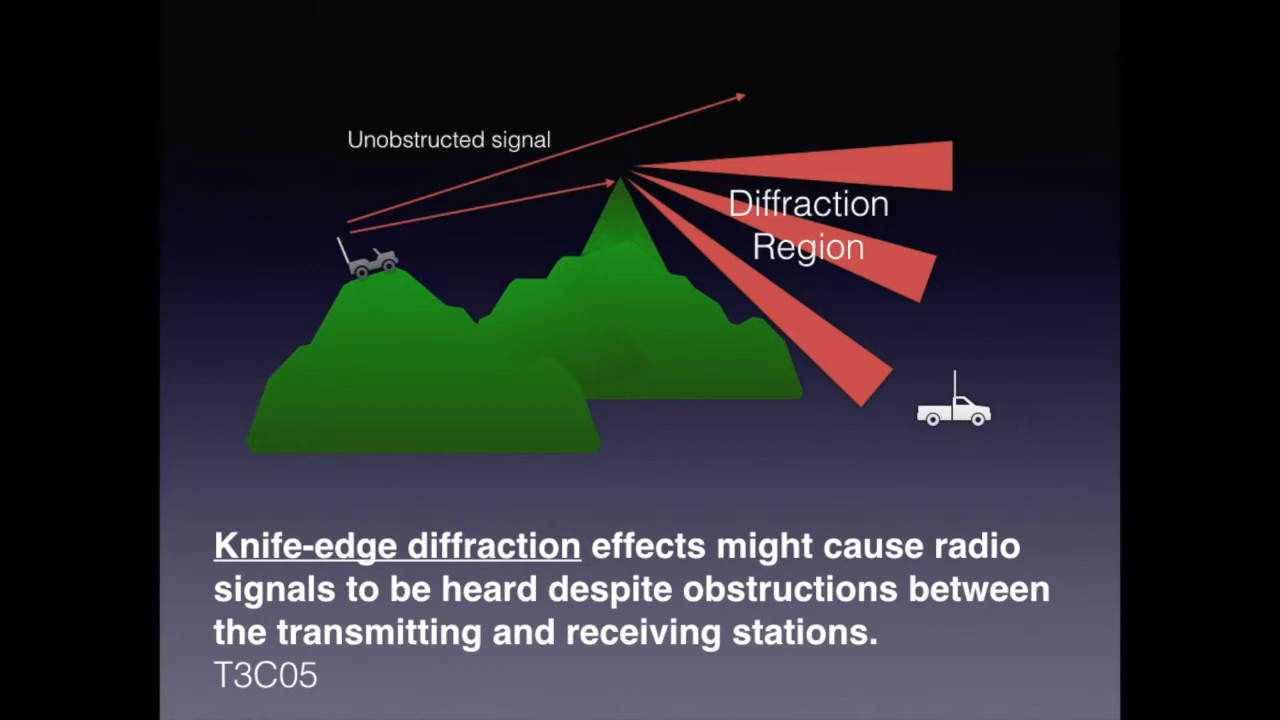 Unobstructed signal
Diffraction
Region
Knife-edge diffraction effects might cause radio
signals to be heard despite obstructions between
the transmitting and receiving stations.
T3C05